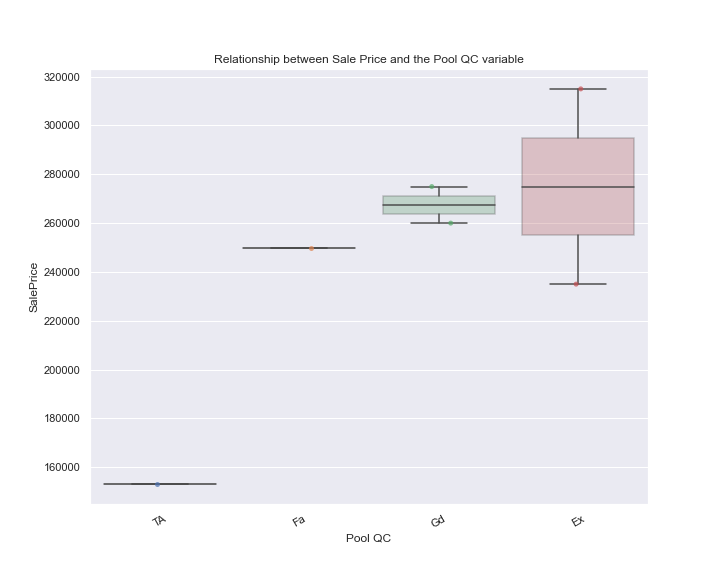 Relationship between Sale Price and the Pool QC variable
320000
300000
280000
260000
240000
220000
200000
180000
160000
SalePrice
TA
Fa
Gd
Ex
Pool QC